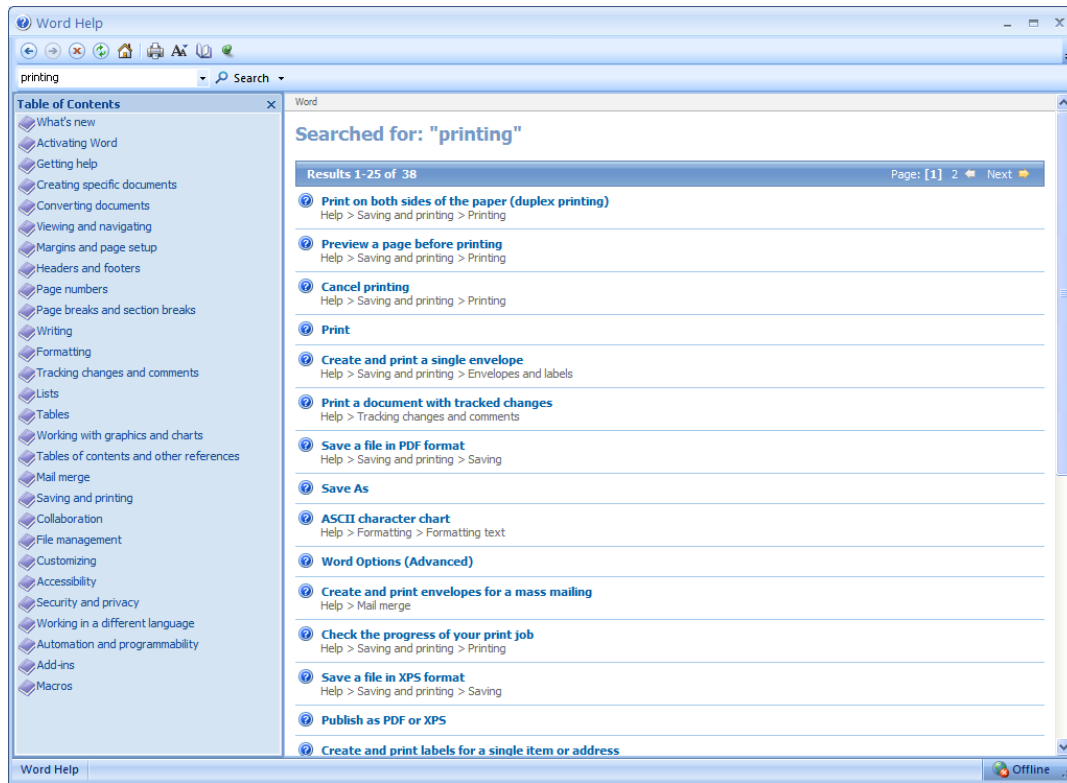 Word Help
printing
Search
Table of Contents
What's new
Activating Word
Getting help
Creating specific documents
Converting documents
Viewing and navigating
Margins and page setup
Headers and footers
Page numbers
Page breaks and section breaks
Writing
Formatting
Tracking changes and comments
Lists
Tables
Working with graphics and charts
Tables of contents and other references
Mail merge
Saving and printing
Collaboration
File management
Customizing
Accessibility
Security and privacy
Working in a different language
Automation and programmability
Add-ins
Macros
Word
Searched for: "printing"
Results 1-25 of 38 Page: [1] 2 Next
Print on both sides of the paper (duplex printing)
Help > Saving and printing > Printing
Preview a page before printing
Help > Saving and printing > Printing
Cancel printing
Help > Saving and printing > Printing
Print
Create and print a single envelope
Help > Saving and printing > Envelopes and labels
Print a document with tracked changes
Help > Tracking changes and comments
Save a file in PDF format
Help > Saving and printing > Saving
Save As
ASCII character chart
Help > Formatting > Formatting text
Word Options (Advanced)
Create and print envelopes for a mass mailing
Help > Mail merge
Check the progress of your print job
Help > Saving and printing > Printing
Save a file in XPS format
Help > Saving and printing > Saving
Publish as PDF or XPS
Create and print labels for a single item or address
Word Help
Offline